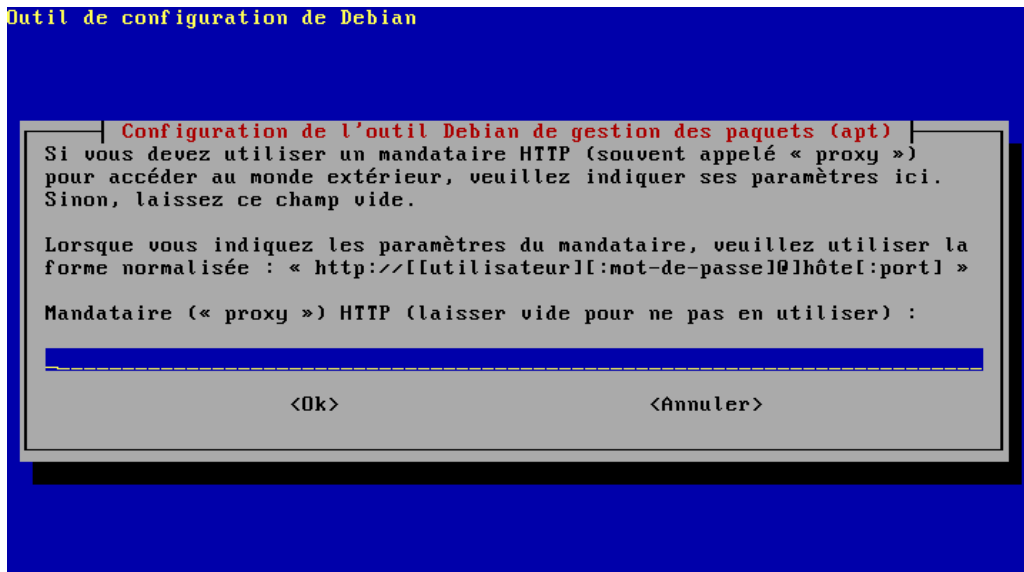 Outil de configuration de Debian
Configuration de l'outil Debian de gestion des paquets (apt)
Si vous devez utiliser un mandataire HTTP (souvent appelé « proxy »)
pour accéder au monde extérieur, veuillez indiquer ses paramètres ici.
Sinon, laissez ce champ vide.
Lorsque vous indiquez les paramètres du mandataire, veuillez utiliser la
forme normalisée : « http://[[utilisateur][:mot-de-passe]@]hôte[:port] »
Mandataire (« proxy ») HTTP (laisser vide pour ne pas en utiliser) :
<Ok> <Annuler>